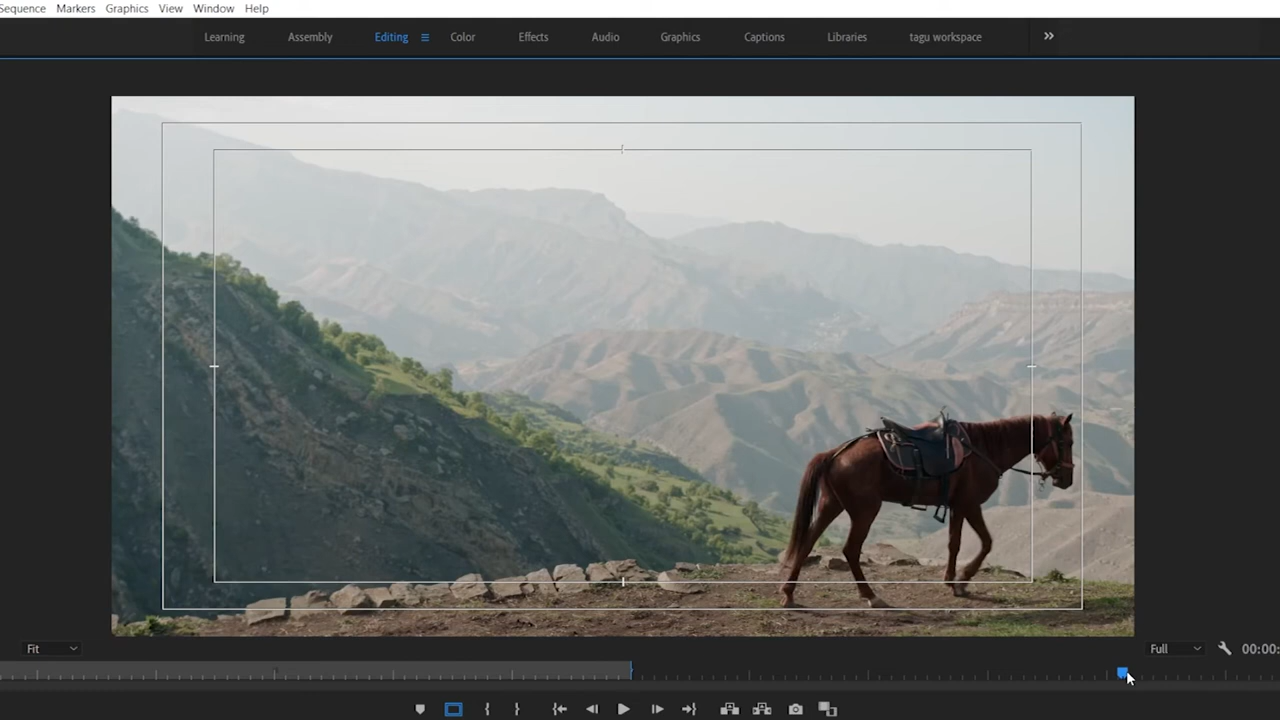 Sequence Markers Graphics View Window Help
Learning Assembly Editing Color Effects Audio Graphics Captions Libraries tagu workspace
Fit Full 00:00: